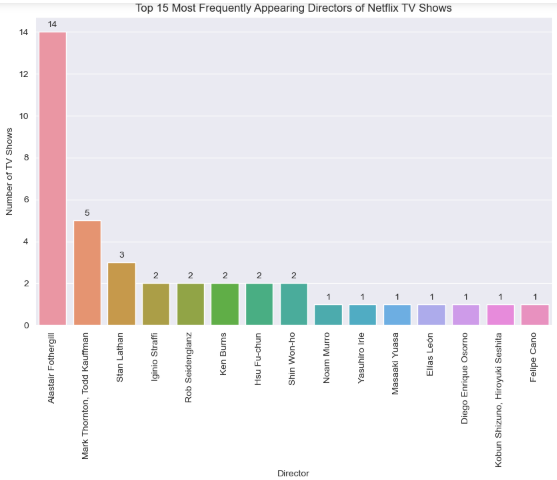 Top 15 Most Frequently Appearing Directors of Netflix TV Shows
Number of TV Shows
14
12
10
8
6
4
2
0
14
5
3
2
2
2
2
2
1
1
1
1
1
1
1
Alastair Fothergill
Mark Thornton, Todd Kauffman
Stan Lathan
Iginio Straffi
Rob Seidenglanz
Ken Burns
Hsu Fu-chun
Shin Won-ho
Noam Murro
Yasuhiro Irie
Masaaki Yuasa
Elías León
Diego Enrique Osorno
Kobun Shizuno, Hiroyuki Seshita
Felipe Cano
Director